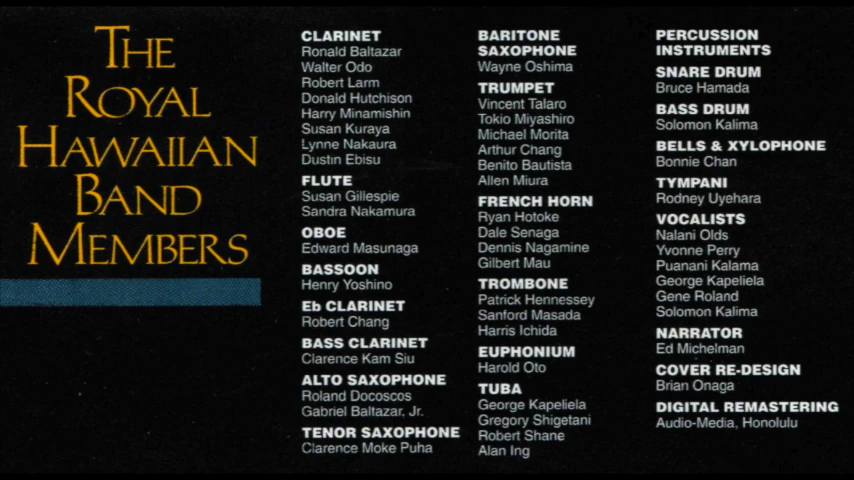 THE
ROYAL
HAWAIIAN
BAND
MEMBERS
CLARINET
Ronald Baltazar
Walter Odo
Robert Larm
Donald Hutchison
Harry Minamishin
Susan Kuraya
Lynne Nakaura
Dustin Ebisu
FLUTE
Susan Gillespie
Sandra Nakamura
OBOE
Edward Masunaga
BASSOON
Henry Yoshino
Eb CLARINET
Robert Chang
BASS CLARINET
Clarence Kam Siu
ALTO SAXOPHONE
Roland Docoscos
Gabriel Baltazar, Jr.
TENOR SAXOPHONE
Clarence Moke Puha
BARITONE
SAXOPHONE
Wayne Oshima
TRUMPET
Vincent Talaro
Tokio Miyashiro
Michael Morita
Arthur Chang
Benito Bautista
Allen Miura
FRENCH HORN
Ryan Hotoke
Dale Senaga
Dennis Nagamine
Gilbert Mau
TROMBONE
Patrick Hennessey
Sanford Masada
Harris Ichida
EUPHONIUM
Harold Oto
TUBA
George Kapeliela
Gregory Shigetani
Robert Shane
Alan Ing
PERCUSSION
INSTRUMENTS
SNARE DRUM
Bruce Hamada
BASS DRUM
Solomon Kalima
BELLS & XYLOPHONE
Bonnie Chan
TYMPANI
Rodney Uyehara
VOCALISTS
Nalani Olds
Yvonne Perry
Puanani Kalama
George Kapeliela
Gene Roland
Solomon Kalima
NARRATOR
Ed Michelman
COVER RE-DESIGN
Brian Onaga
DIGITAL REMASTERING
Audio-Media, Honolulu